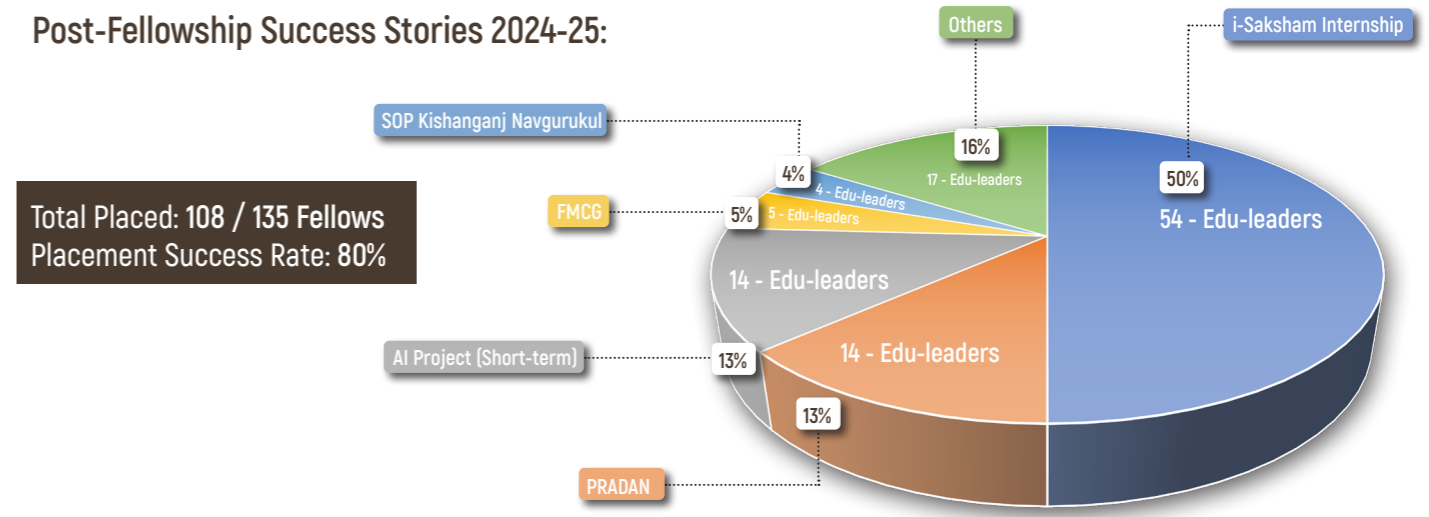 Post-Fellowship Success Stories 2024-25:
Others
i-Saksham Internship
SOP Kishanganj Navgurukul
16%
17 - Edu-leaders
50%
54 - Edu-leaders
4%
4 - Edu-leaders
Total Placed: 108 / 135 Fellows
Placement Success Rate: 80%
FMCG
5%
5 - Edu-leaders
14 - Edu-leaders
AI Project (Short-term)
13%
14 - Edu-leaders
13%
PRADAN